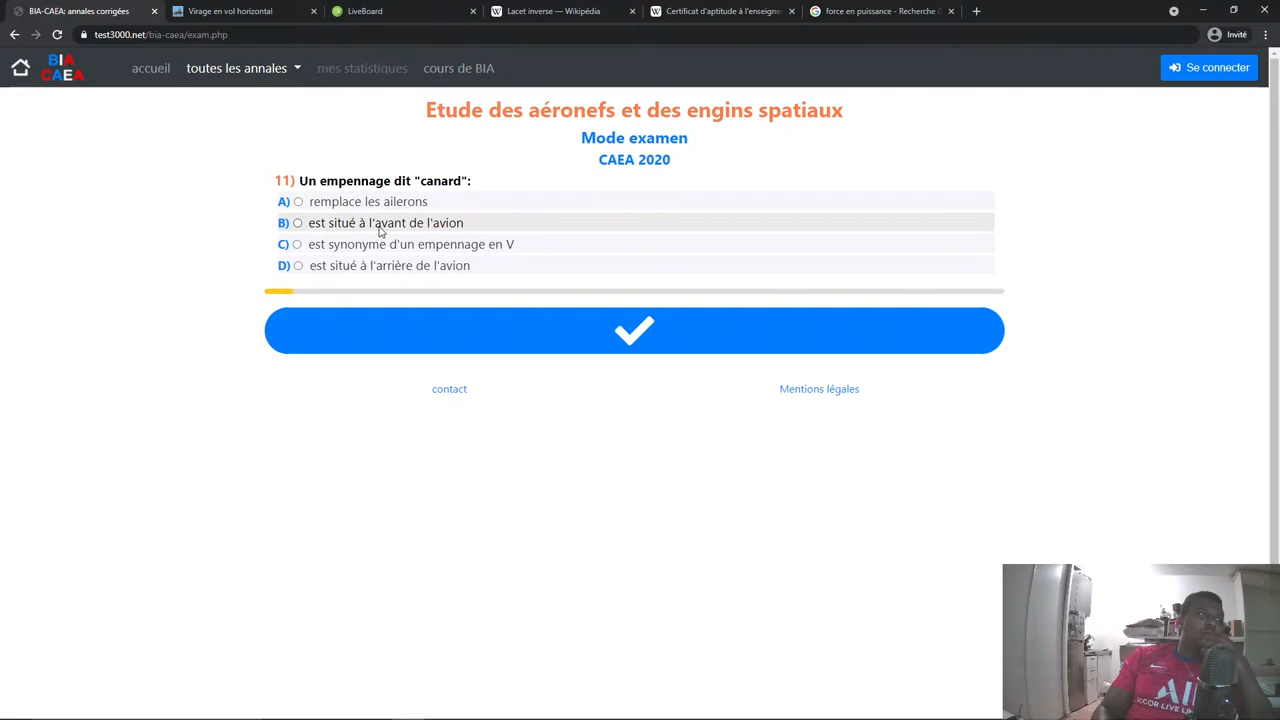 BIA-CAEA: annales corrigées
Virage en vol horizontal
LiveBoard
Lacet inverse — Wikipédia
Certificat d'aptitude à l'enseigne
force en puissance - Recherche G
test3000.net/bia-caea/exam.php
Invité
BIA
CAEA
accueil
toutes les annales
mes statistiques
cours de BIA
Se connecter
Etude des aéronefs et des engins spatiaux
Mode examen
CAEA 2020
11) Un empennage dit "canard":
A) remplace les ailerons
B) est situé à l'avant de l'avion
C) est synonyme d'un empennage en V
D) est situé à l'arrière de l'avion
contact
Mentions légales